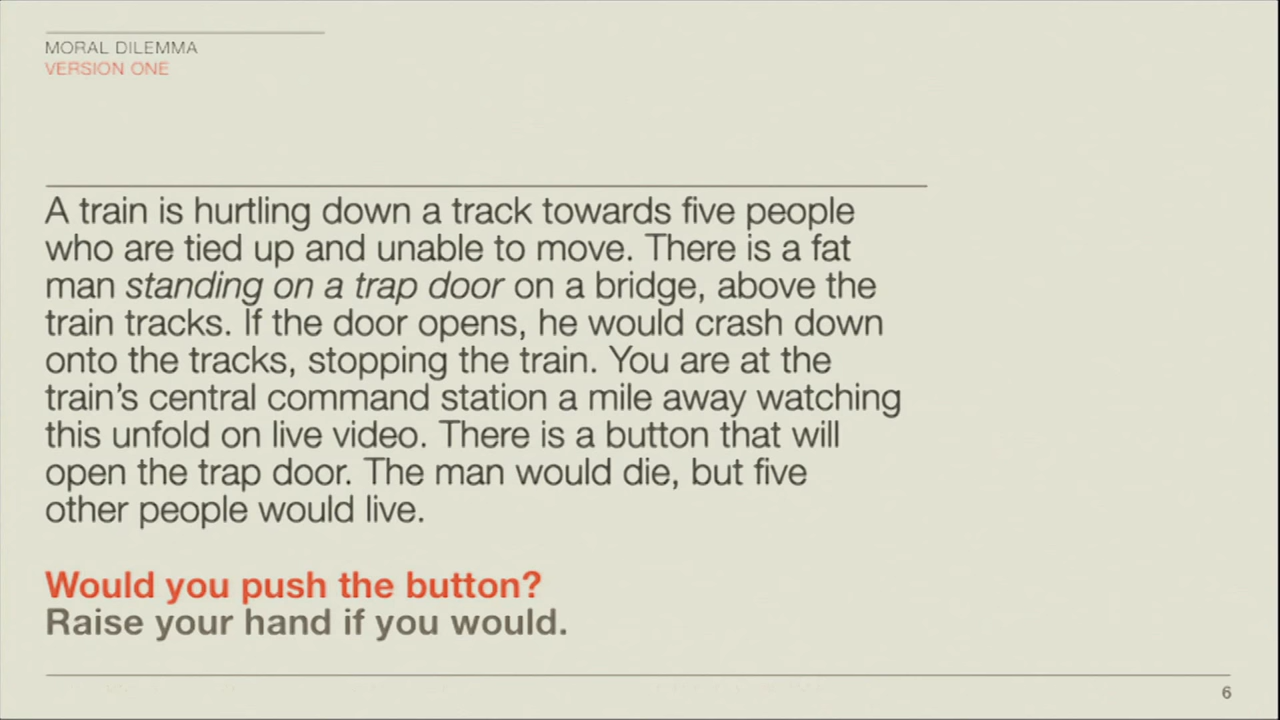 MORAL DILEMMA
VERSION ONE
A train is hurtling down a track towards five people
who are tied up and unable to move. There is a fat
man standing on a trap door on a bridge, above the
train tracks. If the door opens, he would crash down
onto the tracks, stopping the train. You are at the
train’s central command station a mile away watching
this unfold on live video. There is a button that will
open the trap door. The man would die, but five
other people would live.
Would you push the button?
Raise your hand if you would.
6